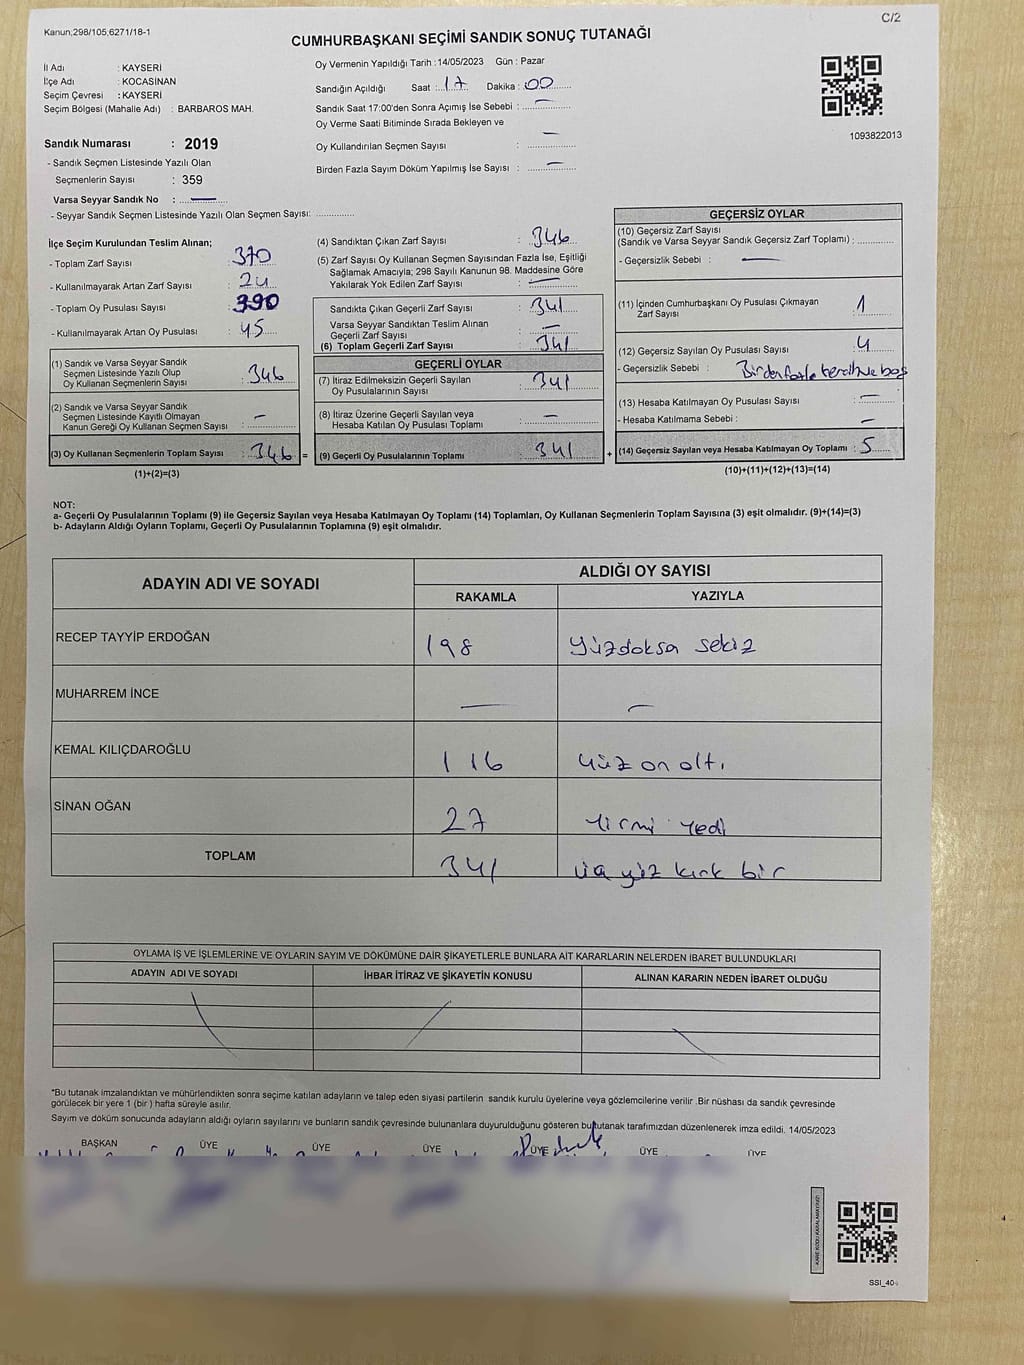 Kanun,298/105,6271/18-1
C/2
CUMHURBAŞKANI SEÇİMİ SANDIK SONUÇ TUTANAĞI
İl Adı : KAYSERİ
İlçe Adı : KOCASİNAN
Seçim Çevresi : KAYSERİ
Seçim Bölgesi (Mahalle Adı) : BARBAROS MAH.
Sandık Numarası : 2019
- Sandık Seçmen Listesinde Yazılı Olan
Seçmenlerin Sayısı : 359
Varsa Seyyar Sandık No : —
- Seyyar Sandık Seçmen Listesinde Yazılı Olan Seçmen Sayısı: ..............
Oy Vermenin Yapıldığı Tarih : 14/05/2023 Gün : Pazar
Sandığın Açıldığı Saat : 17 Dakika : 00
Sandık Saat 17:00'den Sonra Açımış İse Sebebi : —
Oy Verme Saati Bitiminde Sırada Bekleyen ve
Oy Kullandırılan Seçmen Sayısı : —
Birden Fazla Sayım Döküm Yapılmış İse Sayısı : —
1093822013
İlçe Seçim Kurulundan Teslim Alınan;
- Toplam Zarf Sayısı : 370
- Kullanılmayarak Artan Zarf Sayısı : 24
- Toplam Oy Pusulası Sayısı : 390
- Kullanılmayarak Artan Oy Pusulası : 45
(1) Sandık ve Varsa Seyyar Sandık
Seçmen Listesinde Yazılı Olup
Oy Kullanan Seçmenlerin Sayısı : 346
(2) Sandık ve Varsa Seyyar Sandık
Seçmen Listesinde Kayıtlı Olmayan
Kanun Gereği Oy Kullanan Seçmen Sayısı : —
(3) Oy Kullanan Seçmenlerin Toplam Sayısı : 346 =
(1)+(2)=(3)
(4) Sandıktan Çıkan Zarf Sayısı : 346
(5) Zarf Sayısı Oy Kullanan Seçmen Sayısından Fazla İse, Eşitliği
Sağlamak Amacıyla; 298 Sayılı Kanunun 98. Maddesine Göre
Yakılarak Yok Edilen Zarf Sayısı : —
Sandıkta Çıkan Geçerli Zarf Sayısı : 341
Varsa Seyyar Sandıktan Teslim Alınan
Geçerli Zarf Sayısı : —
(6) Toplam Geçerli Zarf Sayısı : 341
GEÇERLİ OYLAR
(7) İtiraz Edilmeksizin Geçerli Sayılan
Oy Pusulalarının Sayısı : 341
(8) İtiraz Üzerine Geçerli Sayılan veya
Hesaba Katılan Oy Pusulası Toplamı : —
(9) Geçerli Oy Pusulalarının Toplamı : 341 +
GEÇERSİZ OYLAR
(10) Geçersiz Zarf Sayısı
(Sandık ve Varsa Seyyar Sandık Geçersiz Zarf Toplamı) : ............
- Geçersizlik Sebebi : —
(11) İçinden Cumhurbaşkanı Oy Pusulası Çıkmayan
Zarf Sayısı : 1
(12) Geçersiz Sayılan Oy Pusulası Sayısı : 4
- Geçersizlik Sebebi : Birden fazla tercih ve boş
(13) Hesaba Katılmayan Oy Pusulası Sayısı : —
- Hesaba Katılmama Sebebi : —
(14) Geçersiz Sayılan veya Hesaba Katılmayan Oy Toplamı : 5
(10)+(11)+(12)+(13)=(14)
NOT:
a- Geçerli Oy Pusulalarının Toplamı (9) ile Geçersiz Sayılan veya Hesaba Katılmayan Oy Toplamı (14) Toplamları, Oy Kullanan Seçmenlerin Toplam Sayısına (3) eşit olmalıdır. (9)+(14)=(3)
b- Adayların Aldığı Oyların Toplamı, Geçerli Oy Pusulalarının Toplamına (9) eşit olmalıdır.
ADAYIN ADI VE SOYADI ALDIĞI OY SAYISI
RAKAMLA YAZIYLA
RECEP TAYYİP ERDOĞAN 198 Yüzdoksa sekiz
MUHARREM İNCE — —
KEMAL KILIÇDAROĞLU 116 Yüz on altı
SİNAN OĞAN 27 Yirmi Yedi
TOPLAM 341 üç yüz kırk bir
OYLAMA İŞ VE İŞLEMLERİNE VE OYLARIN SAYIM VE DÖKÜMÜNE DAİR ŞİKAYETLERLE BUNLARA AİT KARARLARIN NELERDEN İBARET BULUNDUKLARI
ADAYIN ADI VE SOYADI İHBAR İTİRAZ VE ŞİKAYETİN KONUSU ALINAN KARARIN NEDEN İBARET OLDUĞU
*Bu tutanak imzalandıktan ve mühürlendikten sonra seçime katılan adayların ve talep eden siyasi partilerin sandık kurulu üyelerine veya gözlemcilerine verilir .Bir nüshası da sandık çevresinde
görülecek bir yere 1 (bir ) hafta süreyle asılır.
Sayım ve döküm sonucunda adayların aldığı oyların sayılarını ve bunların sandık çevresinde bulunanlara duyurulduğunu gösteren bu tutanak tarafımızdan düzenlenerek imza edildi. 14/05/2023
BAŞKAN ÜYE ÜYE ÜYE ÜYE ÜYE ÜYE
KARE KODU KARALAMAYINIZ!